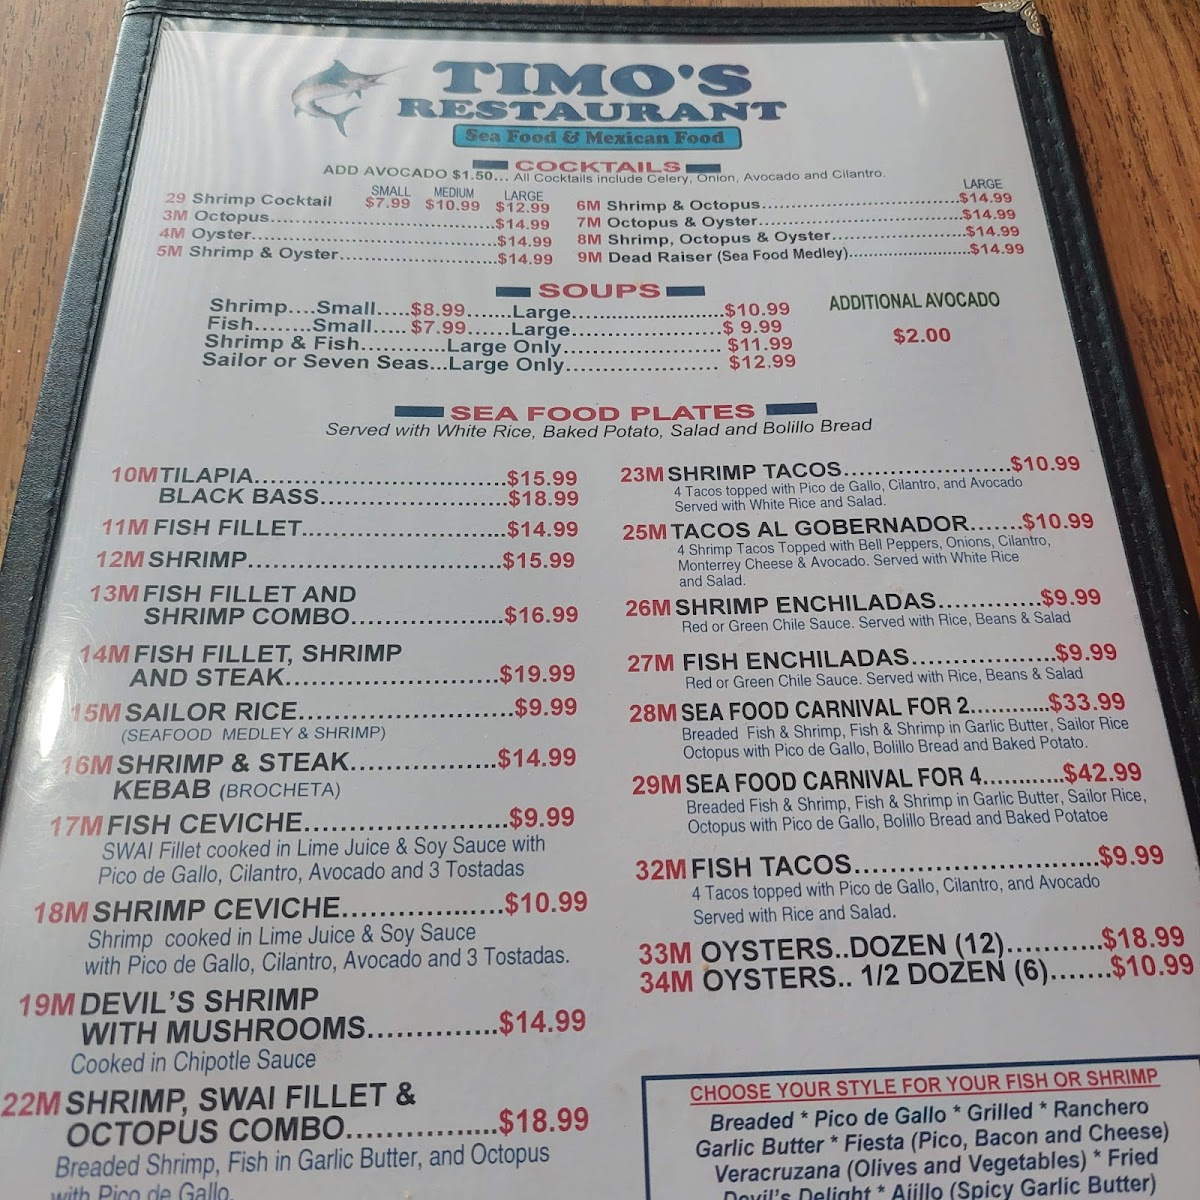 TIMO'S
RESTAURANT
Sea Food & Mexican Food
COCKTAILS
ADD AVOCADO $1.50... All Cocktails include Celery, Onion, Avocado and Cilantro.
SMALL MEDIUM LARGE
29 Shrimp Cocktail $7.99 $10.99 $12.99
3M Octopus....................................$14.99
4M Oyster.......................................$14.99
5M Shrimp & Oyster.........................$14.99
LARGE
6M Shrimp & Octopus................................$14.99
7M Octopus & Oyster.................................$14.99
8M Shrimp, Octopus & Oyster......................$14.99
9M Dead Raiser (Sea Food Medley)............................$14.99
SOUPS
Shrimp....Small.....$8.99.......Large.........................$10.99
Fish........Small.....$7.99......Large.........................$ 9.99
Shrimp & Fish............Large Only......................... $11.99
Sailor or Seven Seas...Large Only........................ $12.99
ADDITIONAL AVOCADO
$2.00
SEA FOOD PLATES
Served with White Rice, Baked Potato, Salad and Bolillo Bread
10M TILAPIA.................................$15.99
BLACK BASS........................$18.99
11M FISH FILLET..........................$14.99
12M SHRIMP.................................$15.99
13M FISH FILLET AND
SHRIMP COMBO....................$16.99
14M FISH FILLET, SHRIMP
AND STEAK...........................$19.99
15M SAILOR RICE...........................$9.99
(SEAFOOD MEDLEY & SHRIMP)
16M SHRIMP & STEAK..................$14.99
KEBAB (BROCHETA)
17M FISH CEVICHE........................$9.99
SWAI Fillet cooked in Lime Juice & Soy Sauce with
Pico de Gallo, Cilantro, Avocado and 3 Tostadas
18M SHRIMP CEVICHE..................$10.99
Shrimp cooked in Lime Juice & Soy Sauce
with Pico de Gallo, Cilantro, Avocado and 3 Tostadas.
19M DEVIL'S SHRIMP
WITH MUSHROOMS..............$14.99
Cooked in Chipotle Sauce
22M SHRIMP, SWAI FILLET &
OCTOPUS COMBO................$18.99
Breaded Shrimp, Fish in Garlic Butter, and Octopus
with Pico de Gallo.
23M SHRIMP TACOS.......................$10.99
4 Tacos topped with Pico de Gallo, Cilantro, and Avocado
Served with White Rice and Salad.
25M TACOS AL GOBERNADOR.......$10.99
4 Shrimp Tacos Topped with Bell Peppers, Onions, Cilantro,
Monterrey Cheese & Avocado. Served with White Rice
and Salad.
26M SHRIMP ENCHILADAS.............$9.99
Red or Green Chile Sauce. Served with Rice, Beans & Salad
27M FISH ENCHILADAS..................$9.99
Red or Green Chile Sauce. Served with Rice, Beans & Salad
28M SEA FOOD CARNIVAL FOR 2...........$33.99
Breaded Fish & Shrimp, Fish & Shrimp in Garlic Butter, Sailor Rice
Octopus with Pico de Gallo, Bolillo Bread and Baked Potato.
29M SEA FOOD CARNIVAL FOR 4............$42.99
Breaded Fish & Shrimp, Fish & Shrimp in Garlic Butter, Sailor Rice,
Octopus with Pico de Gallo, Bolillo Bread and Baked Potatoe
32M FISH TACOS............................$9.99
4 Tacos topped with Pico de Gallo, Cilantro, and Avocado
Served with Rice and Salad.
33M OYSTERS..DOZEN (12)...........$18.99
34M OYSTERS.. 1/2 DOZEN (6).......$10.99
CHOOSE YOUR STYLE FOR YOUR FISH OR SHRIMP
Breaded * Pico de Gallo * Grilled * Ranchero
Garlic Butter * Fiesta (Pico, Bacon and Cheese)
Veracruzana (Olives and Vegetables) * Fried
Devil's Delight * Ajillo (Spicy Garlic Butter)